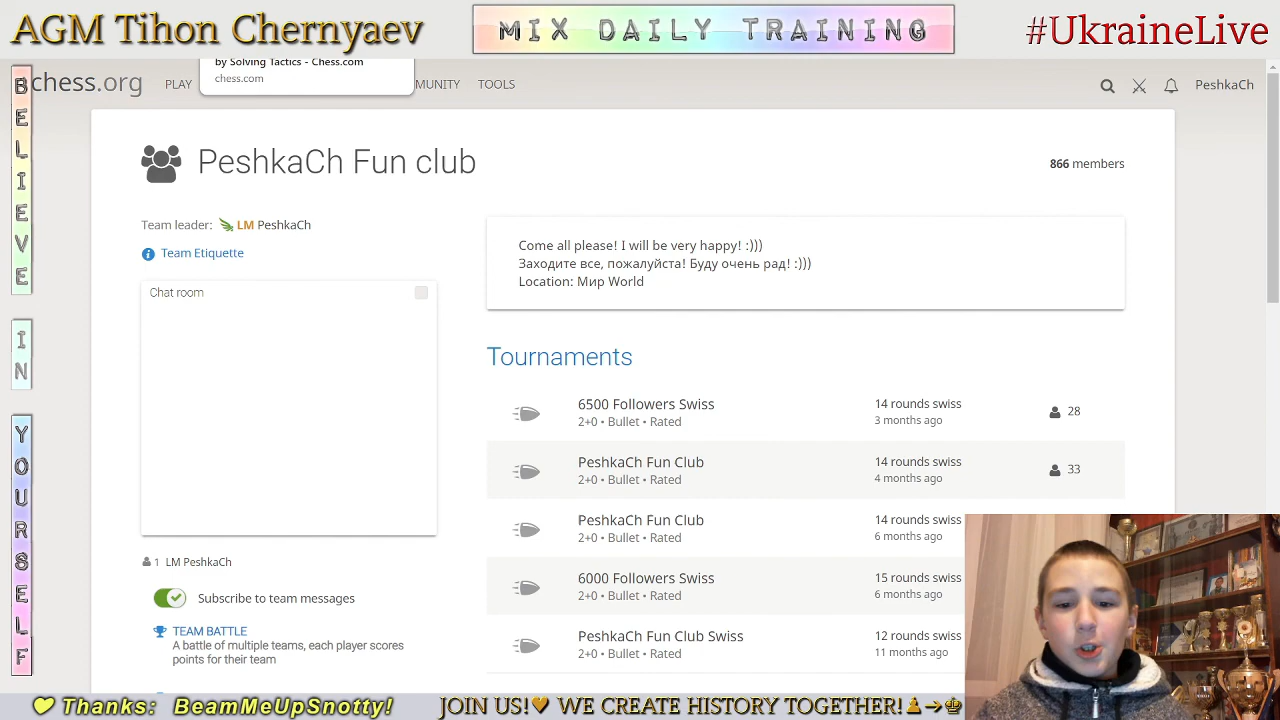 AGM Tihon Chernyaev
MIX DAILY TRAINING
#UkraineLive
BELIEVE
IN
YOURSELF
chess.org
PLAY
by Solving Tactics - Chess.com
chess.com
MUNITY
TOOLS
PeshkaCh
PeshkaCh Fun club
866 members
Team leader: LM PeshkaCh
Team Etiquette
Chat room
Come all please! I will be very happy! :)))
Заходите все, пожалуйста! Буду очень рад! :)))
Location: Мир World
Tournaments
6500 Followers Swiss
2+0 • Bullet • Rated
14 rounds swiss
3 months ago
28
PeshkaCh Fun Club
2+0 • Bullet • Rated
14 rounds swiss
4 months ago
33
PeshkaCh Fun Club
2+0 • Bullet • Rated
14 rounds swiss
6 months ago
6000 Followers Swiss
2+0 • Bullet • Rated
15 rounds swiss
6 months ago
PeshkaCh Fun Club Swiss
2+0 • Bullet • Rated
12 rounds swiss
11 months ago
1 LM PeshkaCh
Subscribe to team messages
TEAM BATTLE
A battle of multiple teams, each player scores
points for their team
Thanks: BeamMeUpSnotty!
JOIN US! WE CREATE HISTORY TOGETHER!